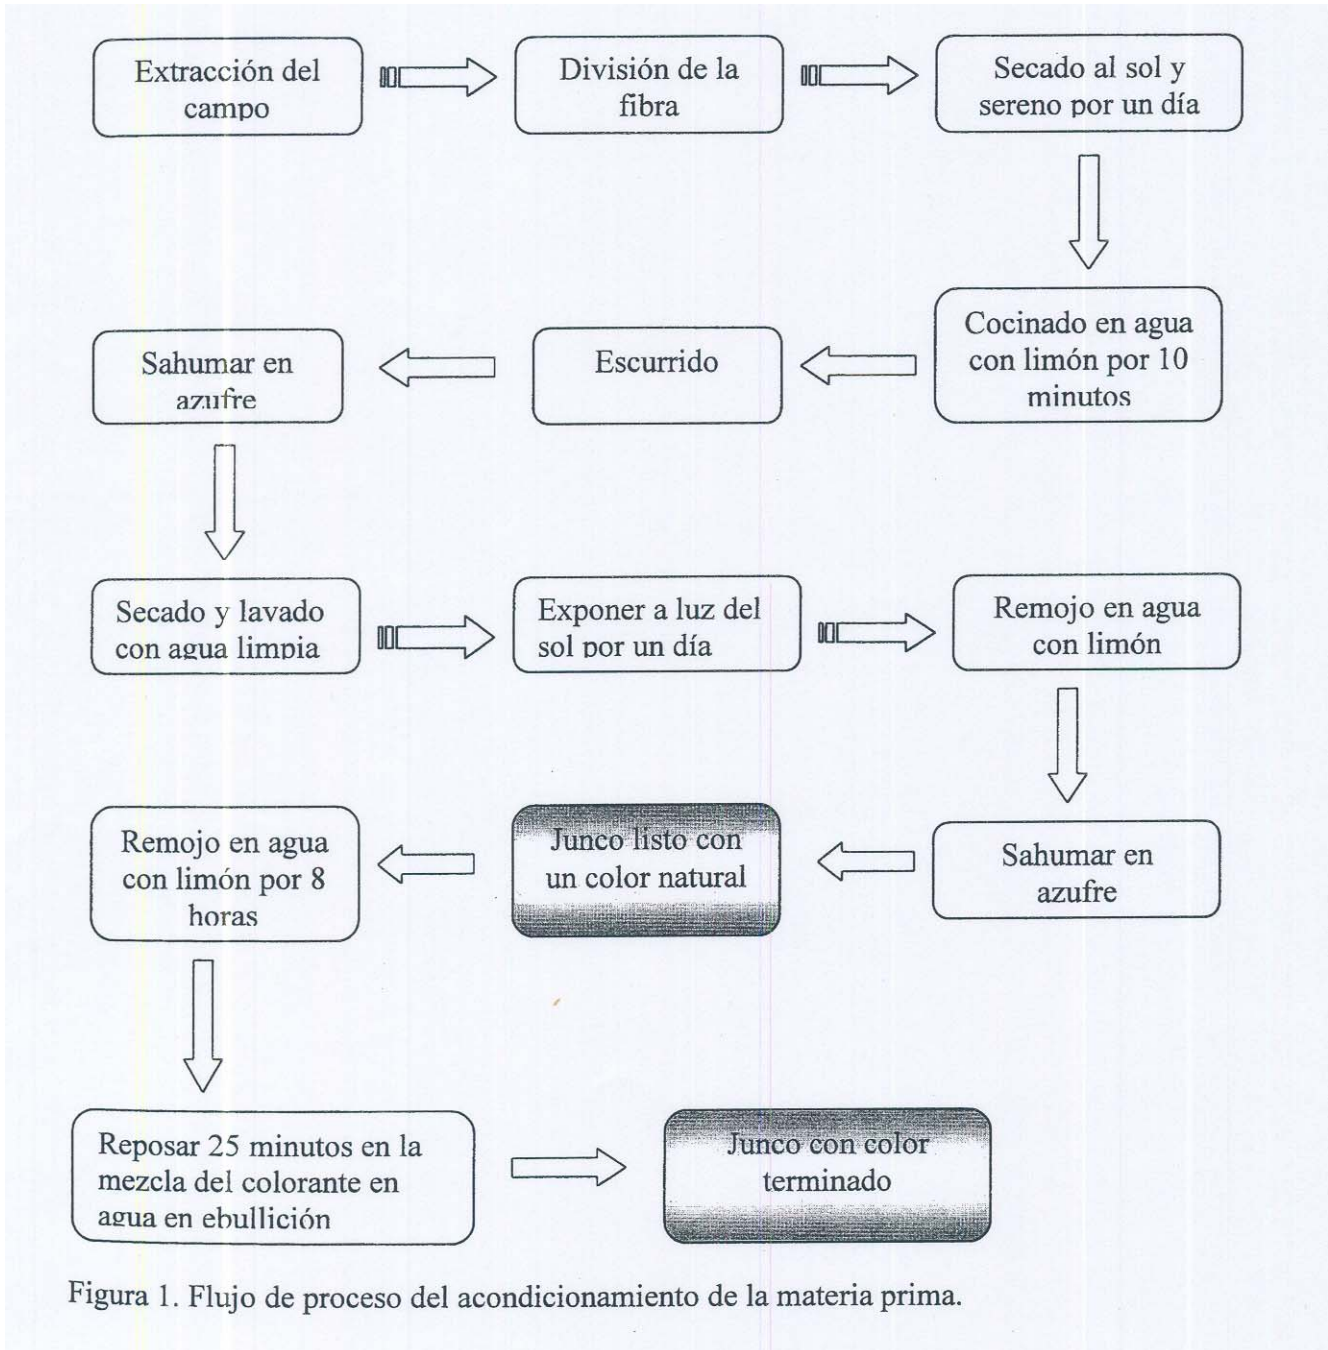 Extracción del
campo
División de la
fibra
Secado al sol y
sereno por un día
Cocinado en agua
con limón por 10
minutos
Escurrido
Sahumar en
azufre
Secado y lavado
con agua limpia
Exponer a luz del
sol por un día
Remojo en agua
con limón
Sahumar en
azufre
Junco listo con
un color natural
Remojo en agua
con limón por 8
horas
Reposar 25 minutos en la
mezcla del colorante en
agua en ebullición
Junco con color
terminado
Figura 1. Flujo de proceso del acondicionamiento de la materia prima.